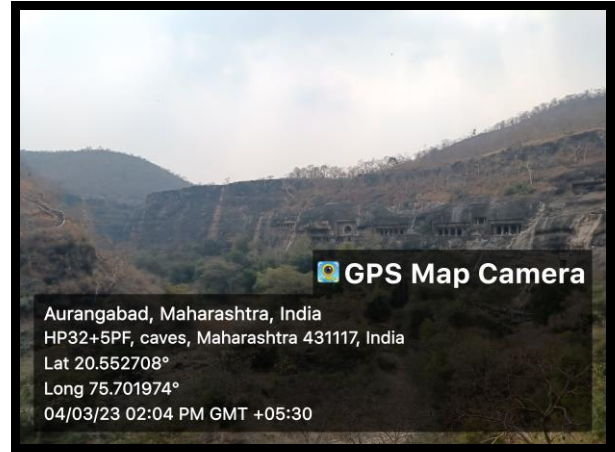 GPS Map Camera
Aurangabad, Maharashtra, India
HP32+5PF, caves, Maharashtra 431117, India
Lat 20.552708°
Long 75.701974°
04/03/23 02:04 PM GMT +05:30